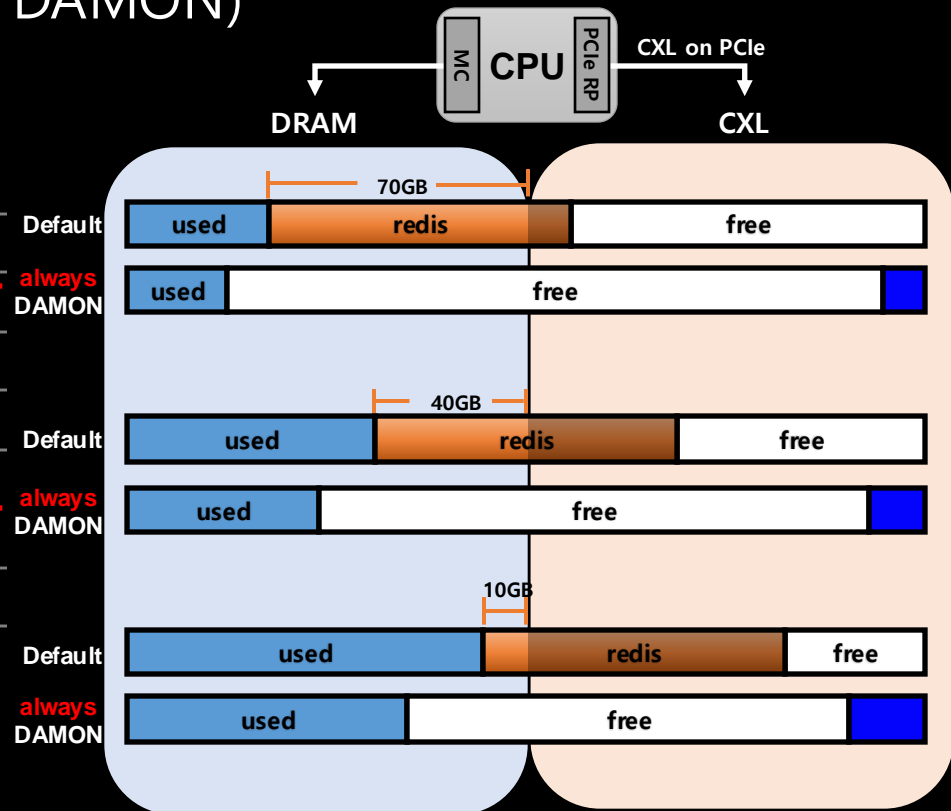 DAMON)
MC
CPU
PCIe RP
CXL on PCIe
DRAM
CXL
70GB
Default
used
redis
free
always
DAMON
used
free
40GB
Default
used
redis
free
always
DAMON
used
free
10GB
Default
used
redis
free
always
DAMON
used
free